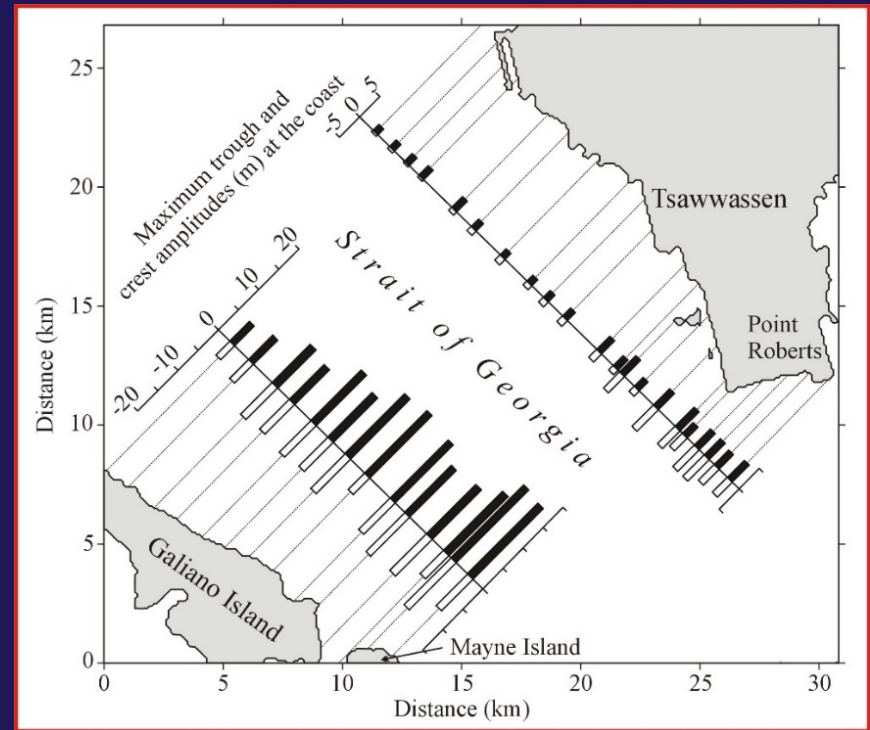 25
20
15
10
5
0
Distance (km)
0
5
10
15
20
25
30
Distance (km)
Maximum trough and
crest amplitudes (m) at the coast
-5 0 5
-20 -10 0 10 20
Strait of Georgia
Tsawwassen
Point
Roberts
Galiano Island
Mayne Island